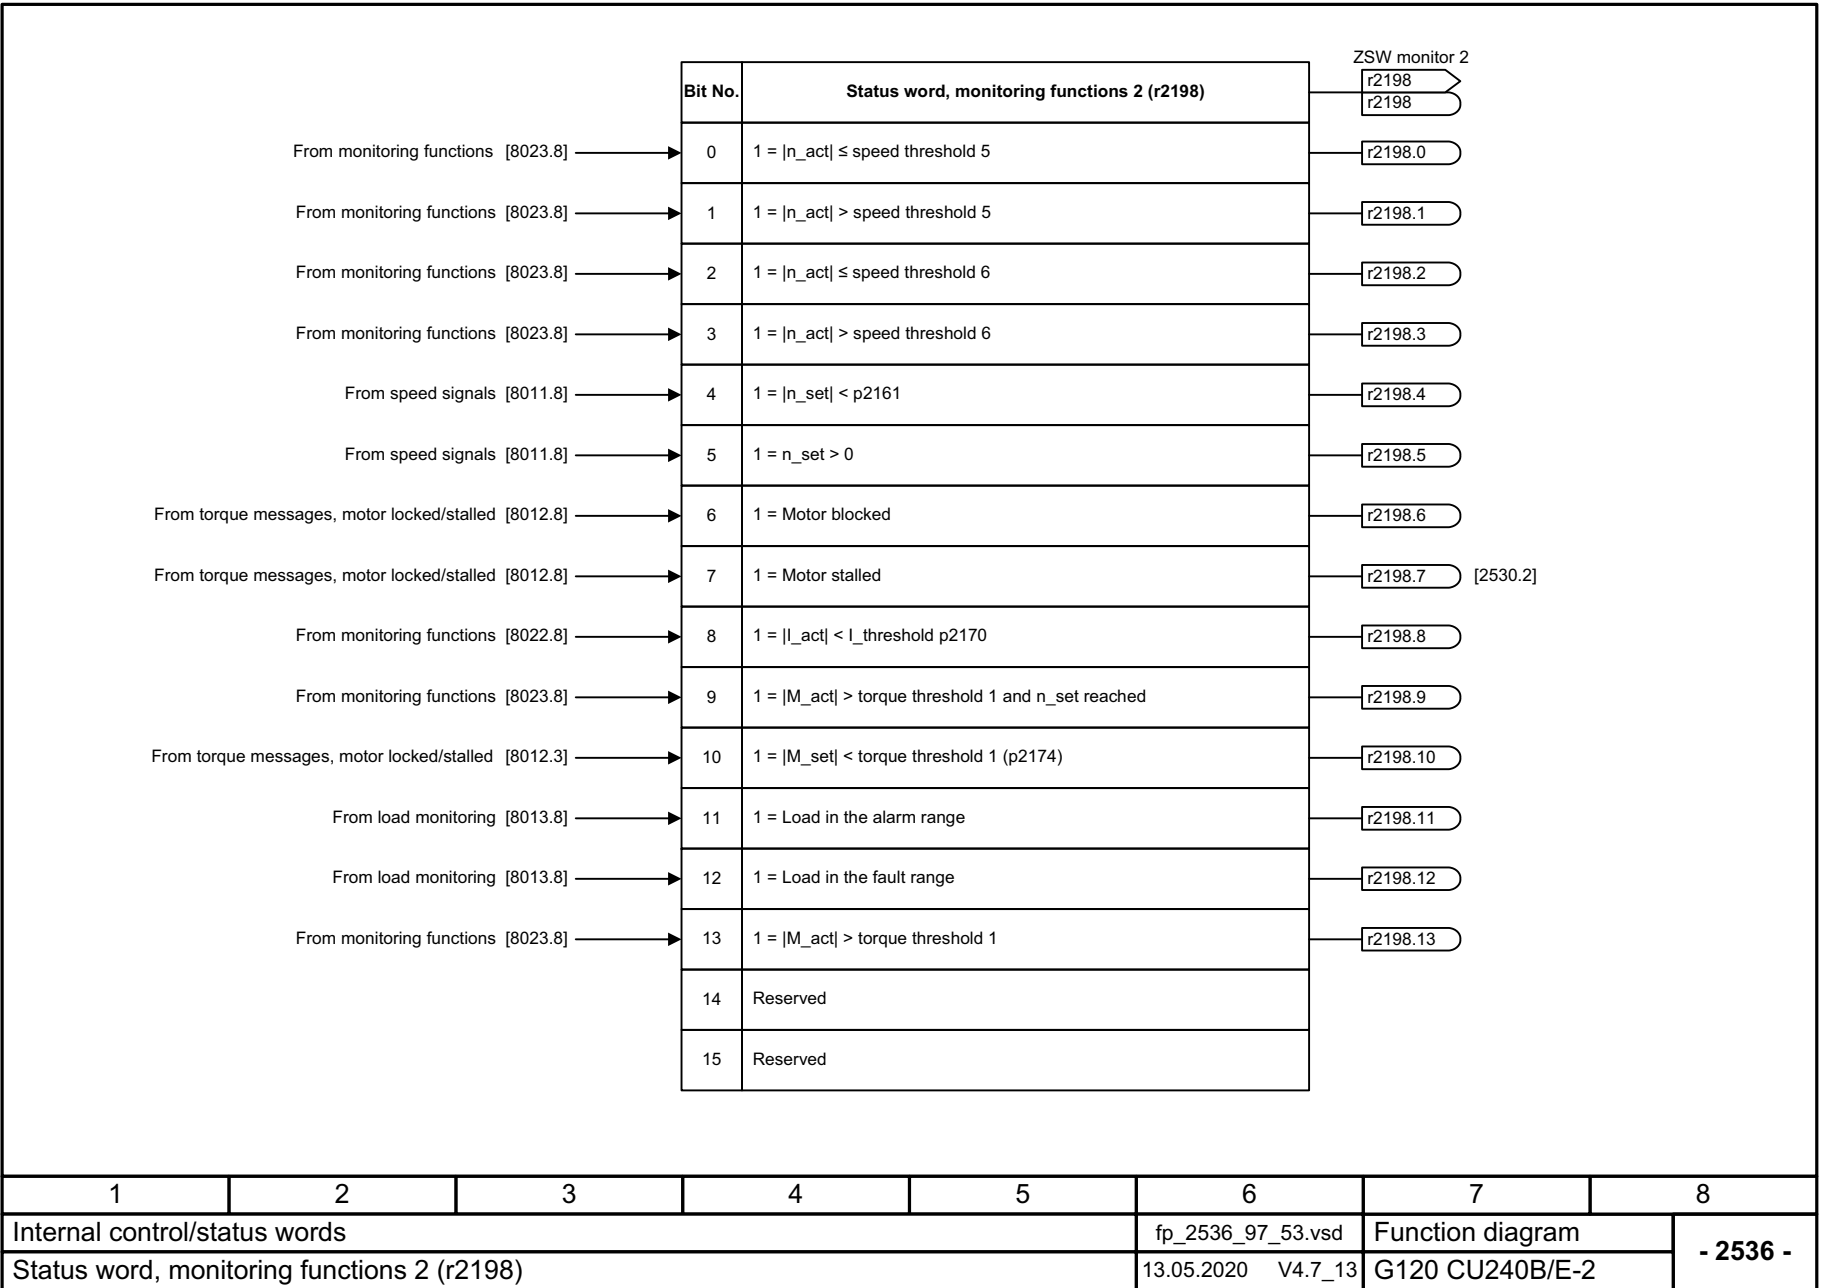 ZSW monitor 2
Bit No. Status word, monitoring functions 2 (r2198) r2198
r2198
From monitoring functions [8023.8] 0 1 = |n_act| ≤ speed threshold 5 r2198.0
From monitoring functions [8023.8] 1 1 = |n_act| > speed threshold 5 r2198.1
From monitoring functions [8023.8] 2 1 = |n_act| ≤ speed threshold 6 r2198.2
From monitoring functions [8023.8] 3 1 = |n_act| > speed threshold 6 r2198.3
From speed signals [8011.8] 4 1 = |n_set| < p2161 r2198.4
From speed signals [8011.8] 5 1 = n_set > 0 r2198.5
From torque messages, motor locked/stalled [8012.8] 6 1 = Motor blocked r2198.6
From torque messages, motor locked/stalled [8012.8] 7 1 = Motor stalled r2198.7 [2530.2]
From monitoring functions [8022.8] 8 1 = |I_act| < I_threshold p2170 r2198.8
From monitoring functions [8023.8] 9 1 = |M_act| > torque threshold 1 and n_set reached r2198.9
From torque messages, motor locked/stalled [8012.3] 10 1 = |M_set| < torque threshold 1 (p2174) r2198.10
From load monitoring [8013.8] 11 1 = Load in the alarm range r2198.11
From load monitoring [8013.8] 12 1 = Load in the fault range r2198.12
From monitoring functions [8023.8] 13 1 = |M_act| > torque threshold 1 r2198.13
14 Reserved
15 Reserved
1 2 3 4 5 6 7 8
Internal control/status words fp_2536_97_53.vsd Function diagram - 2536 -
Status word, monitoring functions 2 (r2198) 13.05.2020 V4.7_13 G120 CU240B/E-2